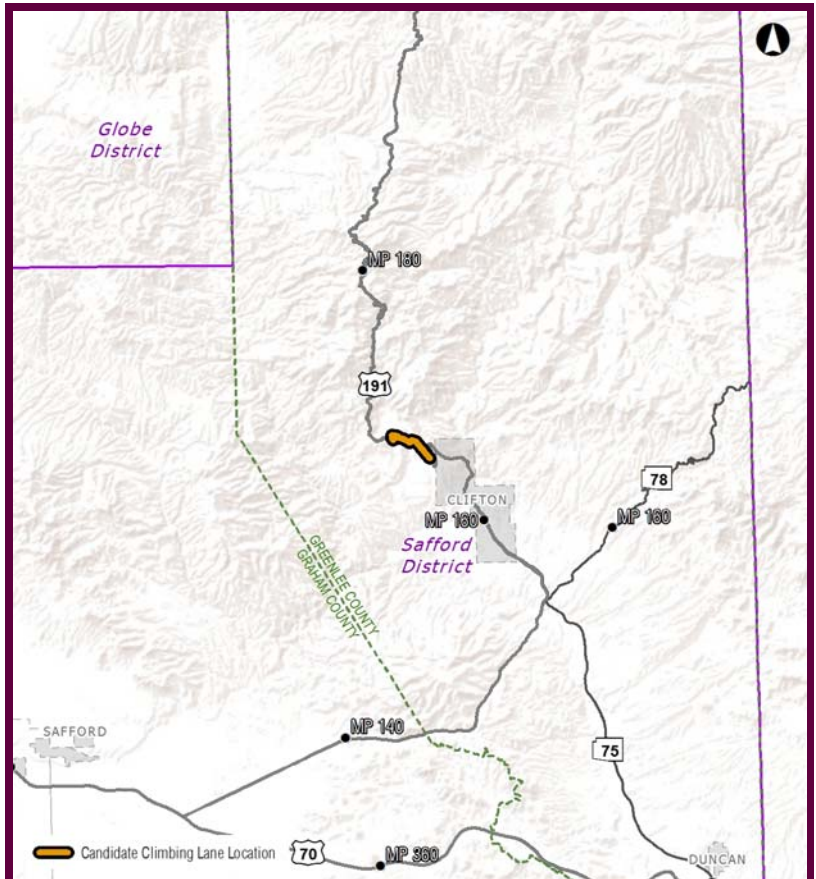 Globe
District
MP 180
191
78
CLIFTON
MP 160
MP 160
Safford
District
GREENLEE COUNTY
GRAHAM COUNTY
SAFFORD
MP 140
75
Candidate Climbing Lane Location
70
MP 360
DUNCAN